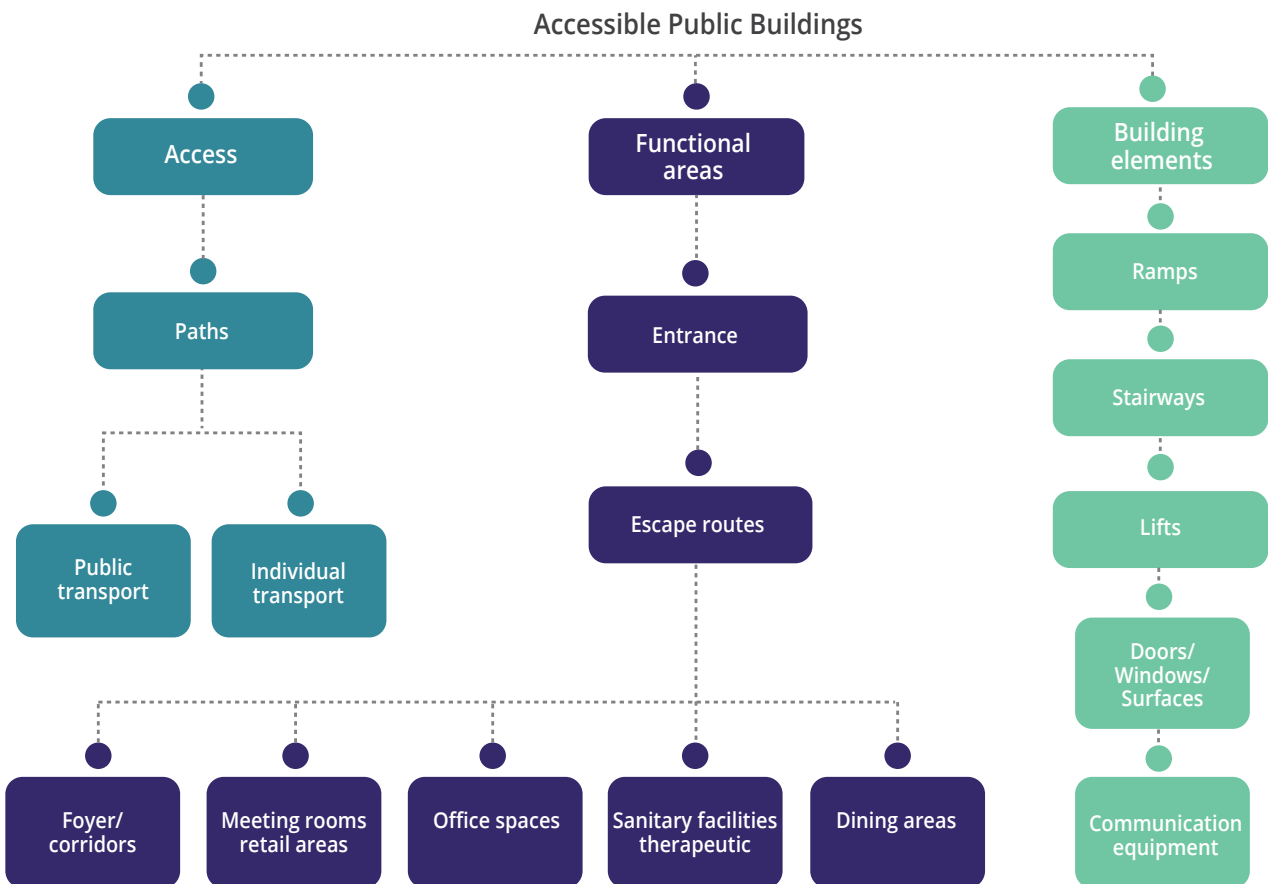 Accessible Public Buildings
Access
Functional
areas
Building
elements
Paths
Entrance
Ramps
Stairways
Escape routes
Lifts
Public
transport
Individual
transport
Doors/
Windows/
Surfaces
Foyer/
corridors
Meeting rooms
retail areas
Office spaces
Sanitary facilities
therapeutic
Dining areas
Communication
equipment